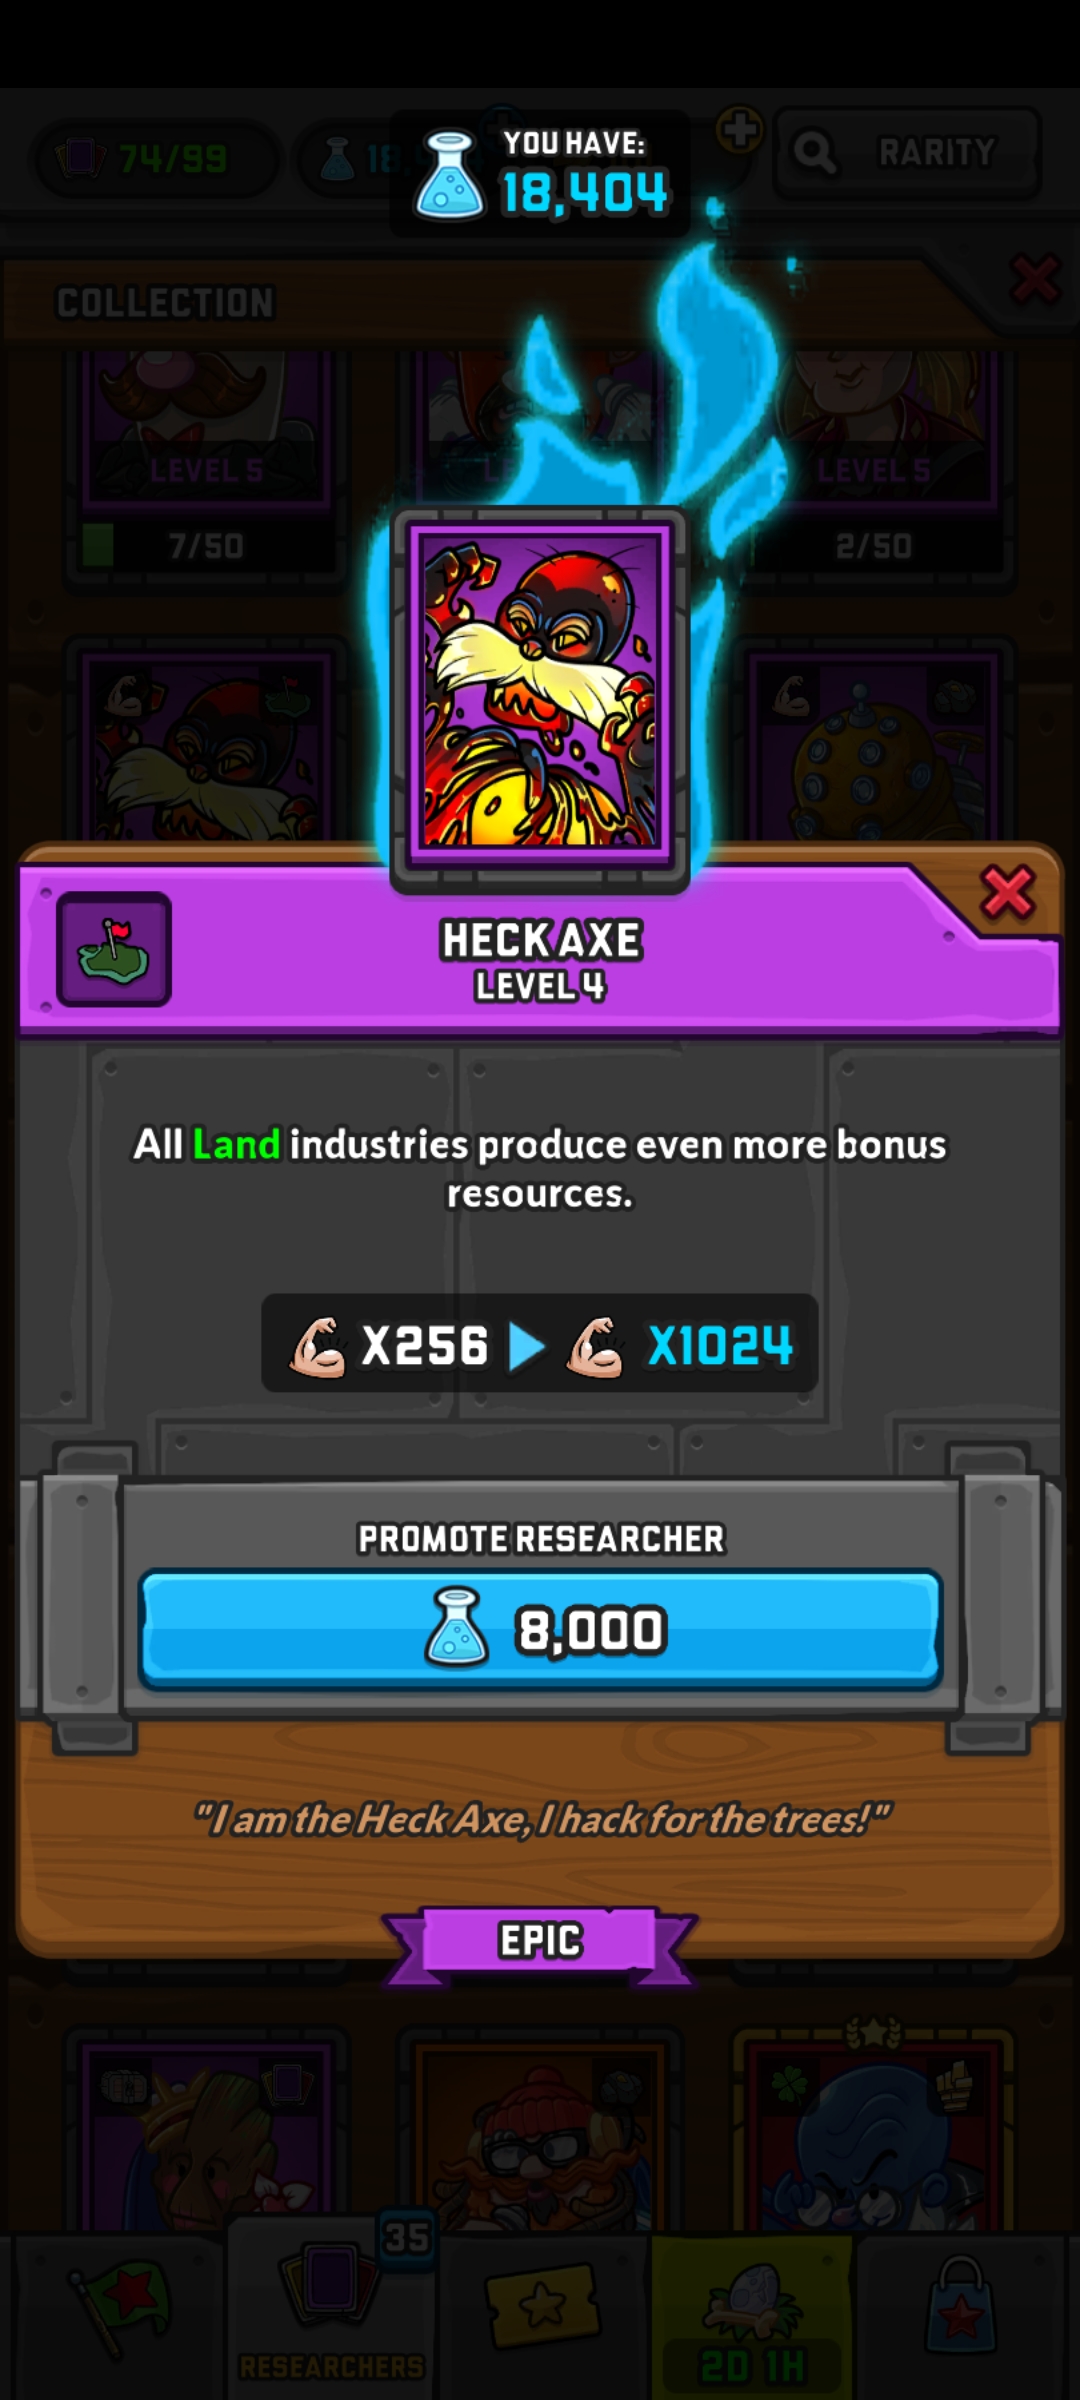 74/99
YOU HAVE:
18,404
RARITY
COLLECTION
LEVEL 5
LEVEL 5
7/50
2/50
HECK AXE
LEVEL 4
All Land industries produce even more bonus
resources.
X256 X1024
PROMOTE RESEARCHER
8,000
"I am the Heck Axe, I hack for the trees!"
EPIC
35
RESEARCHERS
2D 1H